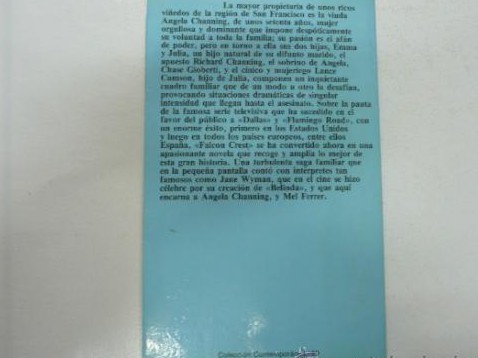 La mayor propietaria de unos ricos
viñedos de la región de San Francisco es la viuda
Angela Channing, de unos setenta años, mujer
orgullosa y dominante que impone despóticamente
su voluntad a toda la familia; su pasión es el afán
de poder, pero en torno a ella sus dos hijas, Emma
y Julia, un hijo natural de su difunto marido, el
apuesto Richard Channing, el sobrino de Angela,
Chase Gioberti, y el cínico y mujeriego Lance
Cumson, hijo de Julia, componen un inquietante
cuadro familiar que de un modo u otro la desafían,
provocando situaciones dramáticas de singular
intensidad que llegan hasta el asesinato. Sobre la pauta
de la famosa serie televisiva que ha sucedido en el
favor del público a «Dallas» y «Flamingo Road», con
un enorme éxito, primero en los Estados Unidos
y luego en todos los países europeos, entre ellos
España, «Falcon Crest» se ha convertido ahora en una
apasionante novela que recoge y amplía lo mejor de
esta gran historia. Una turbulenta saga familiar que
en la pequeña pantalla contó con intérpretes tan
famosos como Jane Wyman, que en el cine se hizo
célebre por su creación de «Belinda», y que aquí
encarna a Angela Channing, y Mel Ferrer.
Colección Contemporánea